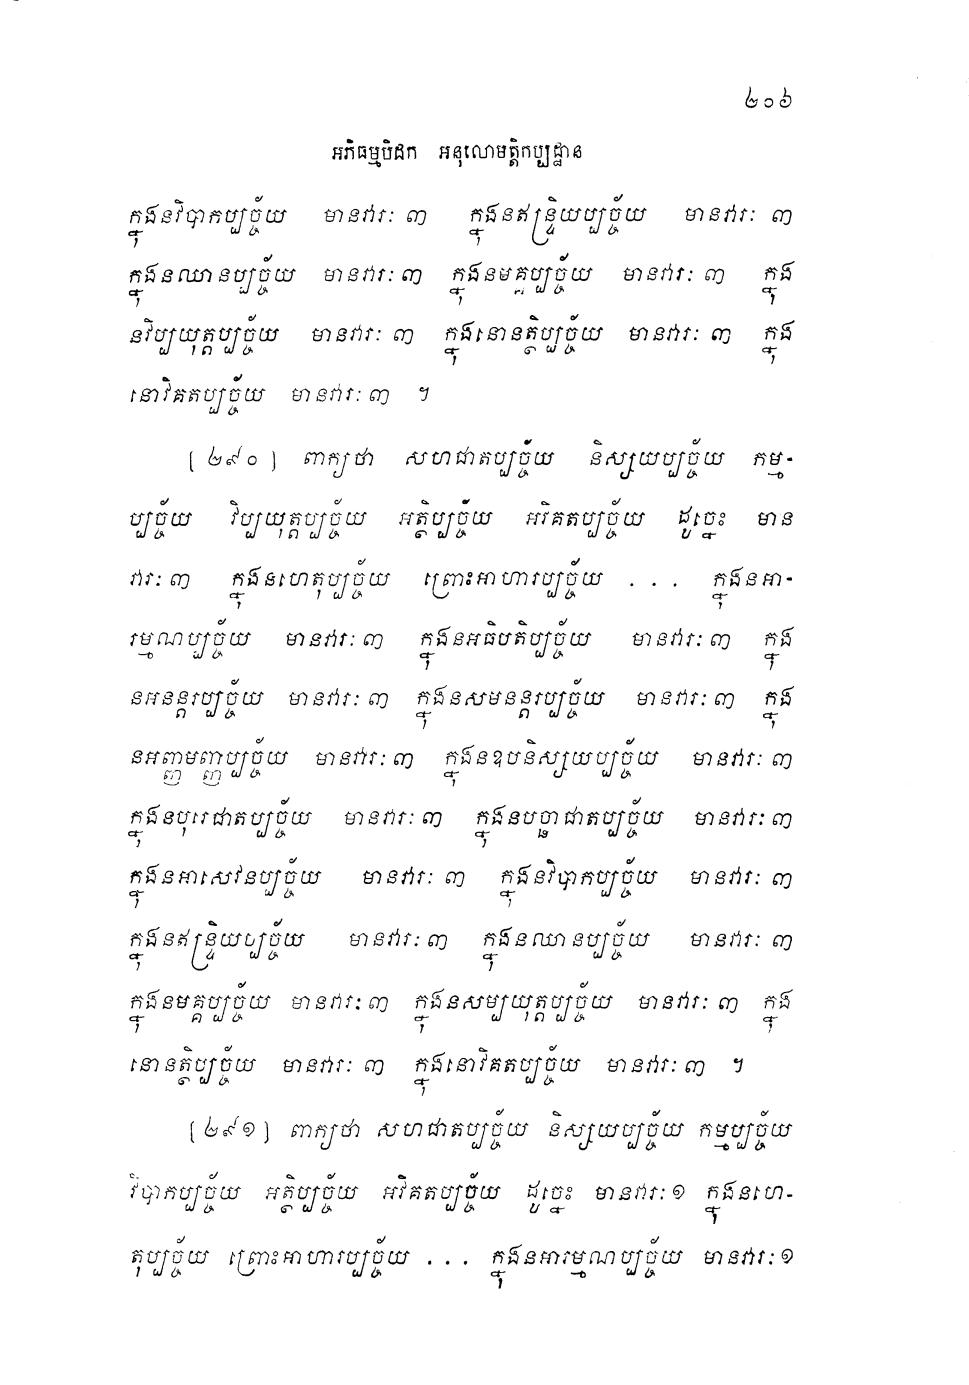 ២០៦
អភិធម្មបិដក អនុលោមត្តិកប្បដ្ឋាន
ក្នុងនវិបាកប្បច្ច័យ មានវារៈ ៣ ក្នុងនឥន្ទ្រិយប្បច្ច័យ មានវារៈ ៣
ក្នុងនឈានប្បច្ច័យ មានវារៈ ៣ ក្នុងនមគ្គប្បច្ច័យ មានវារៈ ៣ ក្នុង
នវិប្បយុត្តប្បច្ច័យ មានវារៈ ៣ ក្នុងនោនត្ថិប្បច្ច័យ មានវារៈ ៣ ក្នុង
នោវិគតប្បច្ច័យ មានវារៈ ៣ ។
[ ២៩០ ] ពាក្យថា សហជាតប្បច្ច័យ និស្សយប្បច្ច័យ កម្ម-
ប្បច្ច័យ វិប្បយុត្តប្បច្ច័យ អត្ថិប្បច្ច័យ អវិគតប្បច្ច័យ ដូច្នេះ មាន
វារៈ ៣ ក្នុងនហេតុប្បច្ច័យ ព្រោះអាហារប្បច្ច័យ . . . ក្នុងនអា-
រម្មណប្បច្ច័យ មានវារៈ ៣ ក្នុងនអធិបតិប្បច្ច័យ មានវារៈ ៣ ក្នុង
នអនន្តរប្បច្ច័យ មានវារៈ ៣ ក្នុងនសមនន្តរប្បច្ច័យ មានវារៈ ៣ ក្នុង
នអញ្ញមញ្ញប្បច្ច័យ មានវារៈ ៣ ក្នុងនឧបនិស្សយប្បច្ច័យ មានវារៈ ៣
ក្នុងនបុរេជាតប្បច្ច័យ មានវារៈ ៣ ក្នុងនបច្ឆាជាតប្បច្ច័យ មានវារៈ ៣
ក្នុងនអាសេវនប្បច្ច័យ មានវារៈ ៣ ក្នុងនវិបាកប្បច្ច័យ មានវារៈ ៣
ក្នុងនឥន្ទ្រិយប្បច្ច័យ មានវារៈ ៣ ក្នុងនឈានប្បច្ច័យ មានវារៈ ៣
ក្នុងនមគ្គប្បច្ច័យ មានវារៈ ៣ ក្នុងនសម្បយុត្តប្បច្ច័យ មានវារៈ ៣ ក្នុង
នោនត្ថិប្បច្ច័យ មានវារៈ ៣ ក្នុងនោវិគតប្បច្ច័យ មានវារៈ ៣ ។
[ ២៩១ ] ពាក្យថា សហជាតប្បច្ច័យ និស្សយប្បច្ច័យ កម្មប្បច្ច័យ
វិបាកប្បច្ច័យ អត្ថិប្បច្ច័យ អវិគតប្បច្ច័យ ដូច្នេះ មានវារៈ ១ ក្នុងនហេ-
តុប្បច្ច័យ ព្រោះអាហារប្បច្ច័យ . . . ក្នុងនអារម្មណប្បច្ច័យ មានវារៈ ១